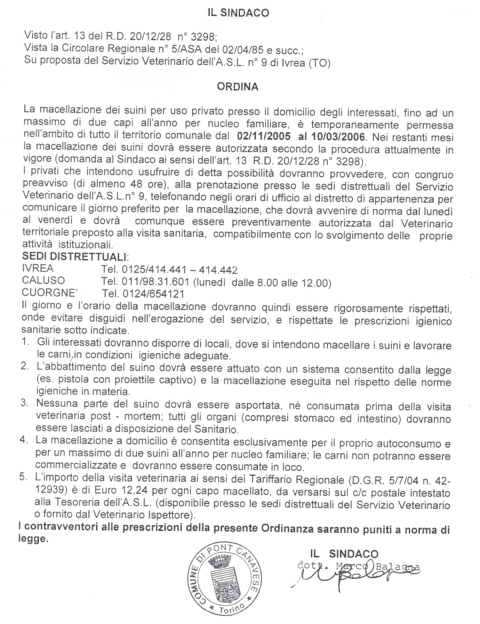 IL SINDACO
Visto l'art. 13 del R.D. 20/12/28 n° 3298;
Vista la Circolare Regionale n° 5/ASA del 02/04/85 e succ.;
Su proposta del Servizio Veterinario dell'A.S.L. n° 9 di Ivrea (TO)
ORDINA
La macellazione dei suini per uso privato presso il domicilio degli interessati, fino ad un
massimo di due capi all'anno per nucleo familiare, è temporaneamente permessa
nell'ambito di tutto il territorio comunale dal 02/11/2005 al 10/03/2006. Nei restanti mesi
la macellazione dei suini dovrà essere autorizzata secondo la procedura attualmente in
vigore (domanda al Sindaco ai sensi dell'art. 13 R.D. 20/12/28 n° 3298).
I privati che intendono usufruire di detta possibilità dovranno provvedere, con congruo
preavviso (di almeno 48 ore), alla prenotazione presso le sedi distrettuali del Servizio
Veterinario dell'A.S.L.n° 9, telefonando negli orari di ufficio al distretto di appartenenza per
comunicare il giorno preferito per la macellazione, che dovrà avvenire di norma dal lunedì
al venerdì e dovrà comunque essere preventivamente autorizzata dal Veterinario
territoriale preposto alla visita sanitaria, compatibilmente con lo svolgimento delle proprie
attività istituzionali.
SEDI DISTRETTUALI:
IVREA Tel. 0125/414.441 – 414.442
CALUSO Tel. 011/98.31.601 (lunedì dalle 8.00 alle 12.00)
CUORGNE' Tel. 0124/654121
Il giorno e l'orario della macellazione dovranno quindi essere rigorosamente rispettati,
onde evitare disguidi nell'erogazione del servizio, e rispettate le prescrizioni igienico
sanitarie sotto indicate.
1. Gli interessati dovranno disporre di locali, dove si intendono macellare i suini e lavorare
le carni,in condizioni igieniche adeguate.
2. L'abbattimento del suino dovrà essere attuato con un sistema consentito dalla legge
(es. pistola con proiettile captivo) e la macellazione eseguita nel rispetto delle norme
igieniche in materia.
3. Nessuna parte del suino dovrà essere asportata, né consumata prima della visita
veterinaria post - mortem; tutti gli organi (compresi stomaco ed intestino) dovranno
essere lasciati a disposizione del Sanitario.
4. La macellazione a domicilio è consentita esclusivamente per il proprio autoconsumo e
per un massimo di due suini all'anno per nucleo familiare; le carni non potranno essere
commercializzate e dovranno essere consumate in loco.
5. L'importo della visita veterinaria ai sensi del Tariffario Regionale (D.G.R. 5/7/04 n. 42-
12939) è di Euro 12,24 per ogni capo macellato, da versarsi sul c/c postale intestato
alla Tesoreria dell'A.S.L. (disponibile presso le sedi distrettuali del Servizio Veterinario
o fornito dal Veterinario Ispettore).
I contravventori alle prescrizioni della presente Ordinanza saranno puniti a norma di
legge.
IL SINDACO
dott. Marco Balagna
COMUNE DI PONT CANAVESE
* Torino *